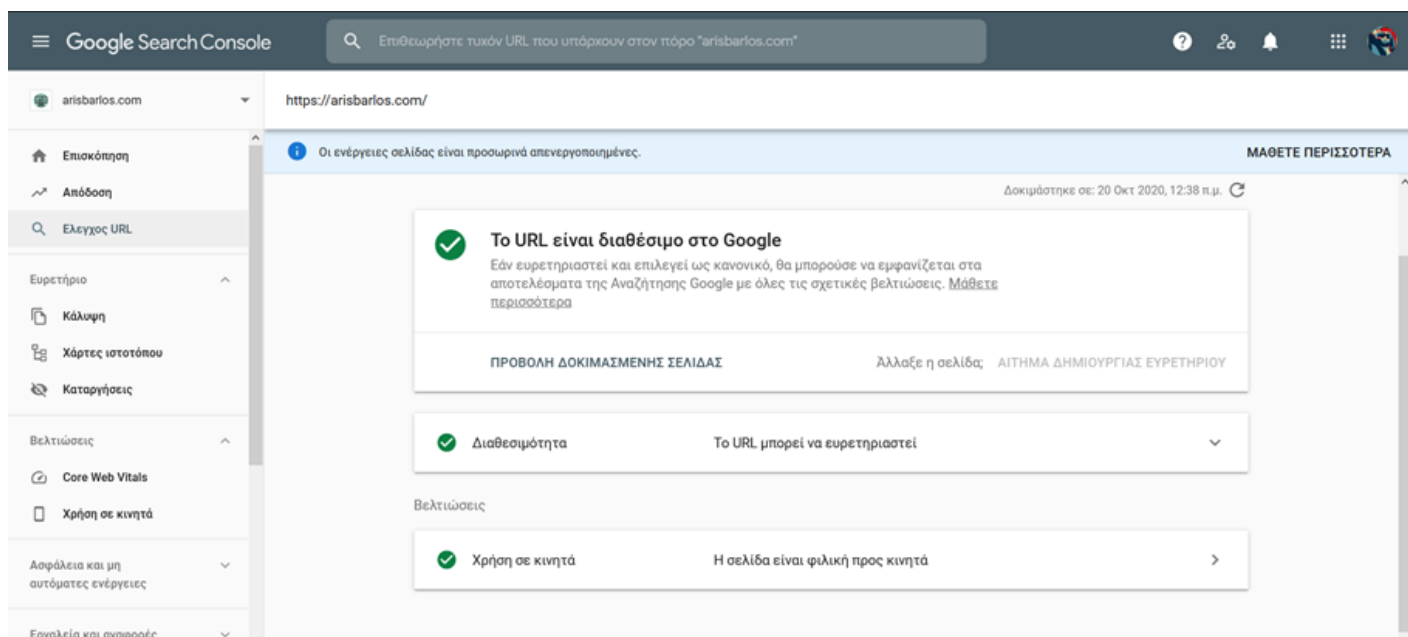 Google Search Console
Επιθεωρήστε τυχόν URL που υπάρχουν στον πόρο "arisbarlos.com"
arisbarlos.com
https://arisbarlos.com/
Επισκόπηση
Απόδοση
Έλεγχος URL
Ευρετήριο
Κάλυψη
Χάρτες ιστοτόπου
Καταργήσεις
Βελτιώσεις
Core Web Vitals
Χρήση σε κινητά
Ασφάλεια και μη
αυτόματες ενέργειες
Εργαλεία και αναφορές
Οι ενέργειες σελίδας είναι προσωρινά απενεργοποιημένες.
ΜΑΘΕΤΕ ΠΕΡΙΣΣΟΤΕΡΑ
Δοκιμάστηκε σε: 20 Οκτ 2020, 12:38 π.μ.
Το URL είναι διαθέσιμο στο Google
Εάν ευρετηριαστεί και επιλεγεί ως κανονικό, θα μπορούσε να εμφανίζεται στα
αποτελέσματα της Αναζήτησης Google με όλες τις σχετικές βελτιώσεις. Μάθετε
περισσότερα
ΠΡΟΒΟΛΗ ΔΟΚΙΜΑΣΜΕΝΗΣ ΣΕΛΙΔΑΣ
Άλλαξε η σελίδα; ΑΙΤΗΜΑ ΔΗΜΙΟΥΡΓΙΑΣ ΕΥΡΕΤΗΡΙΟΥ
Διαθεσιμότητα
Το URL μπορεί να ευρετηριαστεί
Βελτιώσεις
Χρήση σε κινητά
Η σελίδα είναι φιλική προς κινητά